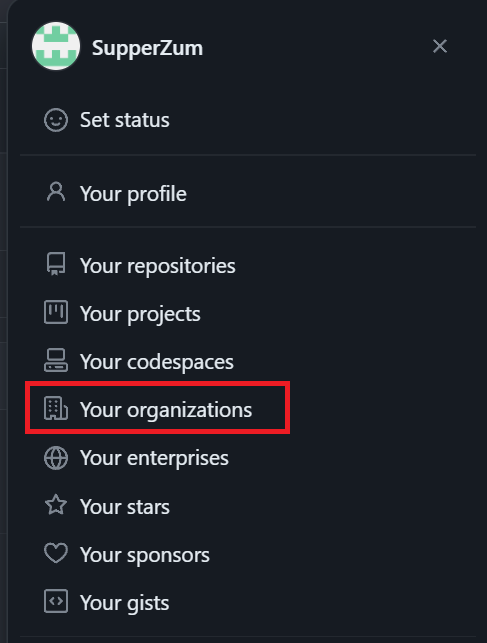 SupperZum
Set status
Your profile
Your repositories
Your projects
Your codespaces
Your organizations
Your enterprises
Your stars
Your sponsors
Your gists